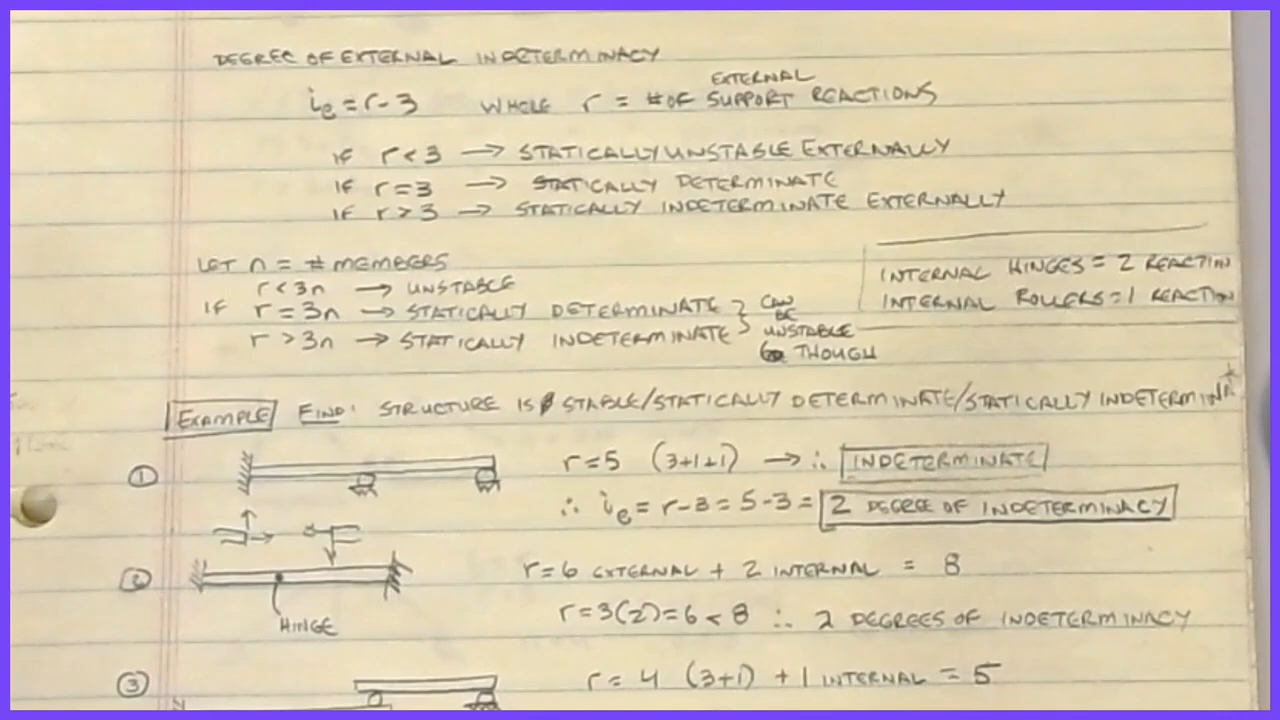 DEGREE OF EXTERNAL INDETERMINACY
ie = r - 3 WHERE r = # OF EXTERNAL SUPPORT REACTIONS
IF r < 3 → STATICALLY UNSTABLE EXTERNALLY
IF r = 3 → STATICALLY DETERMINATE
IF r > 3 → STATICALLY INDETERMINATE EXTERNALLY
LET n = # MEMBERS
r < 3n → UNSTABLE
IF r = 3n → STATICALLY DETERMINATE
r > 3n → STATICALLY INDETERMINATE
} CAN
BE
UNSTABLE
THOUGH
INTERNAL HINGES = 2 REACTION
INTERNAL ROLLERS = 1 REACTION
EXAMPLE FIND: STRUCTURE IS STABLE/STATICALLY DETERMINATE/STATICALLY
1 r = 5 (3+1+1) → ∴ INDETERMINATE
∴ ie = r - 3 = 5 - 3 = 2 DEGREE OF INDETERMINACY
2 r = 6 EXTERNAL + 2 INTERNAL = 8
HINGE
r = 3(2) = 6 < 8 ∴ 2 DEGREES OF INDETERMINACY
3 r = 4 (3+1) + 1 INTERNAL = 5